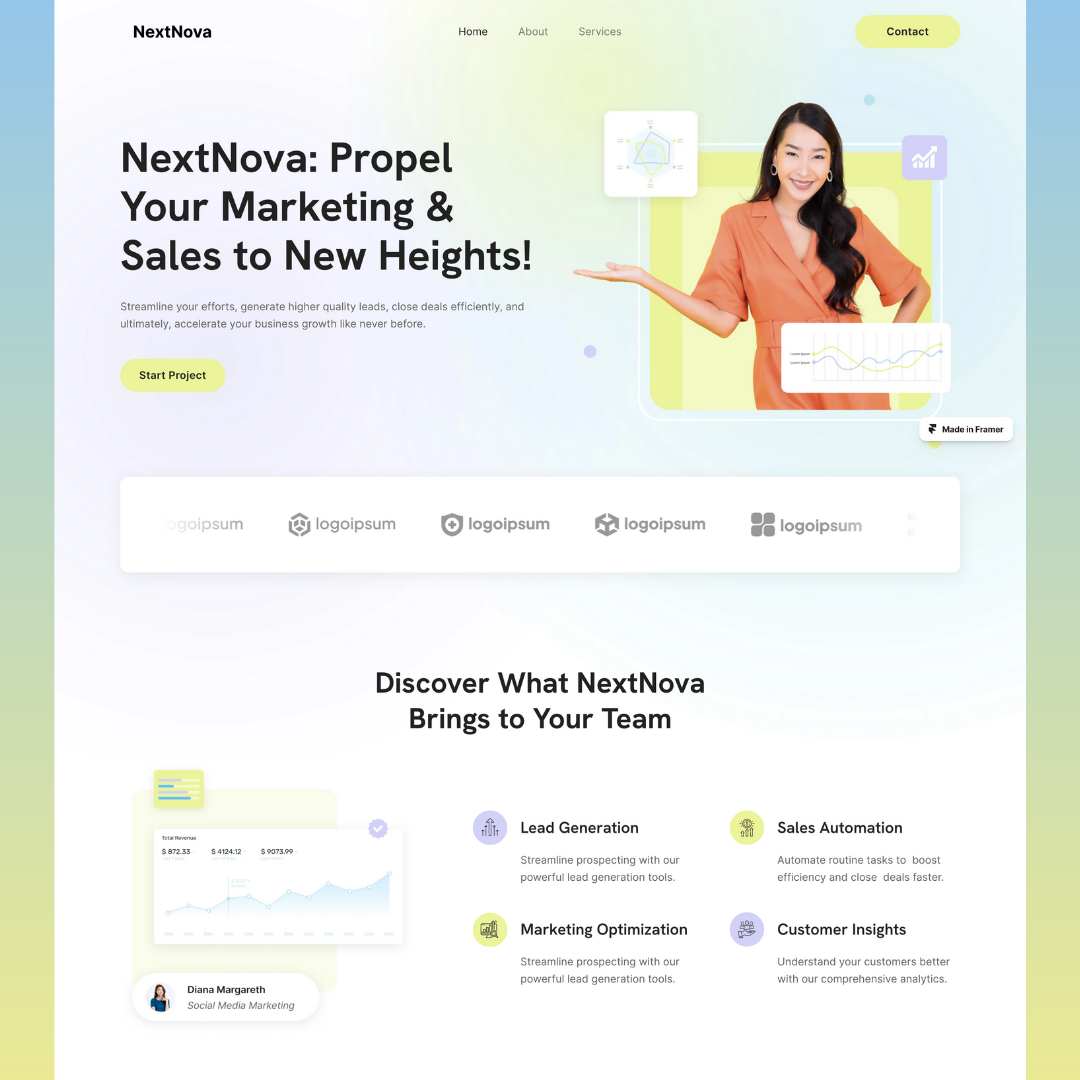 NextNova
Home
About
Services
Contact
NextNova: Propel
Your Marketing &
Sales to New Heights!
Streamline your efforts, generate higher quality leads, close deals efficiently, and
ultimately, accelerate your business growth like never before.
Start Project
Lorem Ipsum
Lorem Ipsum
Made in Framer
logoipsum
logoipsum
logoipsum
logoipsum
logoipsum
Discover What NextNova
Brings to Your Team
Total Revenue
$ 872.33
$ 4124.12
$ 9073.99
Diana Margareth
Social Media Marketing
Lead Generation
Streamline prospecting with our
powerful lead generation tools.
Sales Automation
Automate routine tasks to boost
efficiency and close deals faster.
Marketing Optimization
Streamline prospecting with our
powerful lead generation tools.
Customer Insights
Understand your customers better
with our comprehensive analytics.